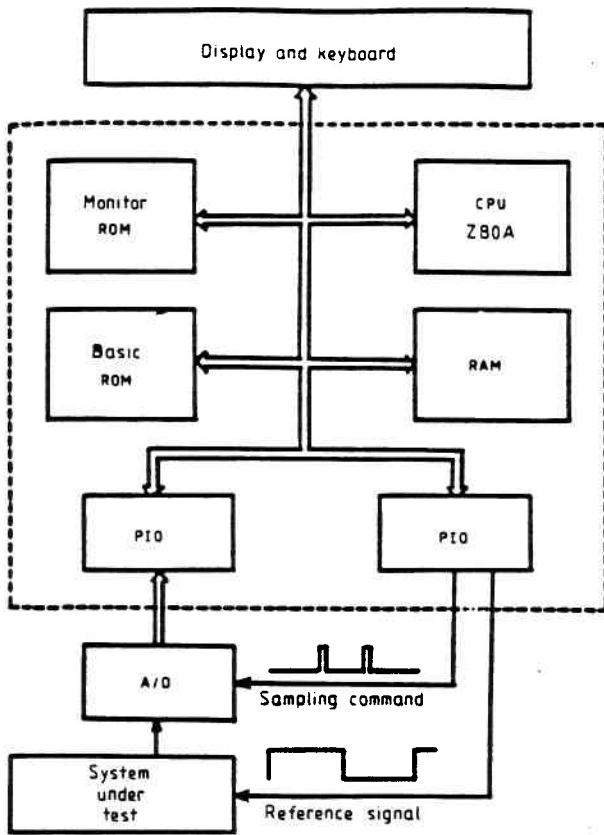 Display and keyboard
Monitor
ROM
CPU
Z80A
Basic
ROM
RAM
PIO
PIO
A/D
Sampling command
System
under
test
Reference signal